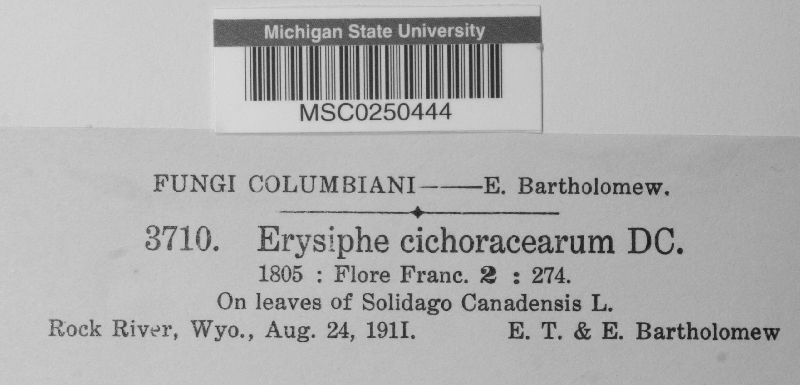 Michigan State University
MSC0250444
FUNGI COLUMBIANI——E. Bartholomew.
3710. Erysiphe cichoracearum DC.
1805 : Flore Franc. 2 : 274.
On leaves of Solidago Canadensis L.
Rock River, Wyo., Aug. 24, 1911. E. T. & E. Bartholomew